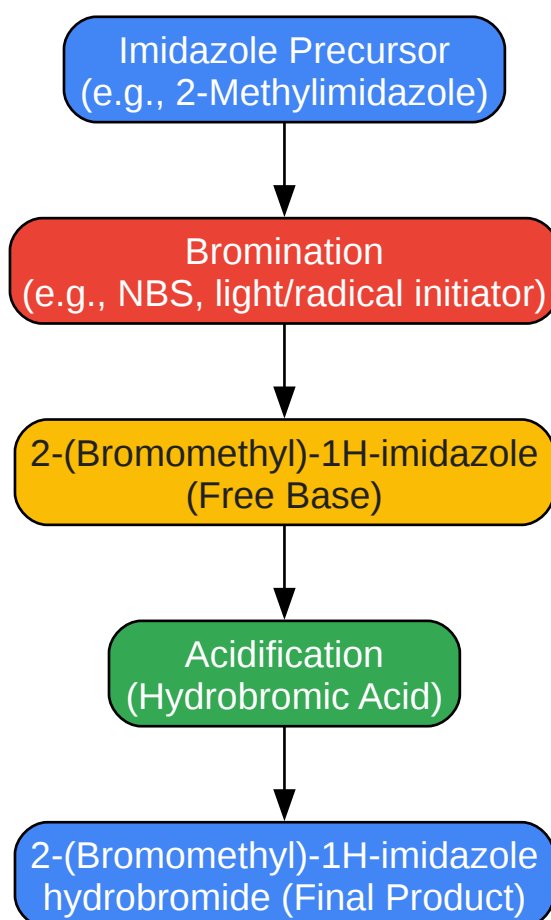 Imidazole Precursor
(e.g., 2-Methylimidazole)
Bromination
(e.g., NBS, light/radical initiator)
2-(Bromomethyl)-1H-imidazole
(Free Base)
Acidification
(Hydrobromic Acid)
2-(Bromomethyl)-1H-imidazole
hydrobromide (Final Product)